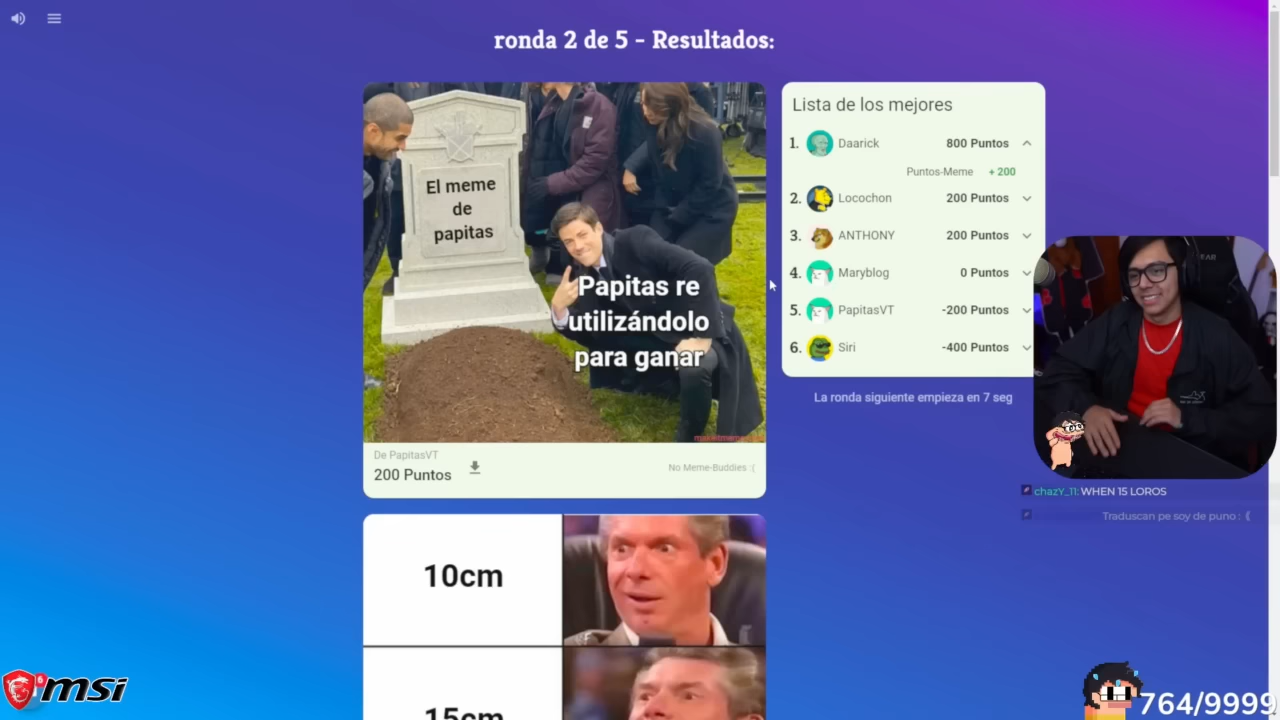 ronda 2 de 5 - Resultados:
El meme
de
papitas
Papitas re
utilizándolo
para ganar
De PapitasVT
200 Puntos
No Meme-Buddies :(
10cm
15cm
Lista de los mejores
1. Daarick 800 Puntos
Puntos-Meme + 200
2. Locochon 200 Puntos
3. ANTHONY 200 Puntos
4. Maryblog 0 Puntos
5. PapitasVT -200 Puntos
6. Siri -400 Puntos
La ronda siguiente empieza en 7 seg
chazY_11: WHEN 15 LOROS
Traduscan pe soy de puno : (
msi
764/9999